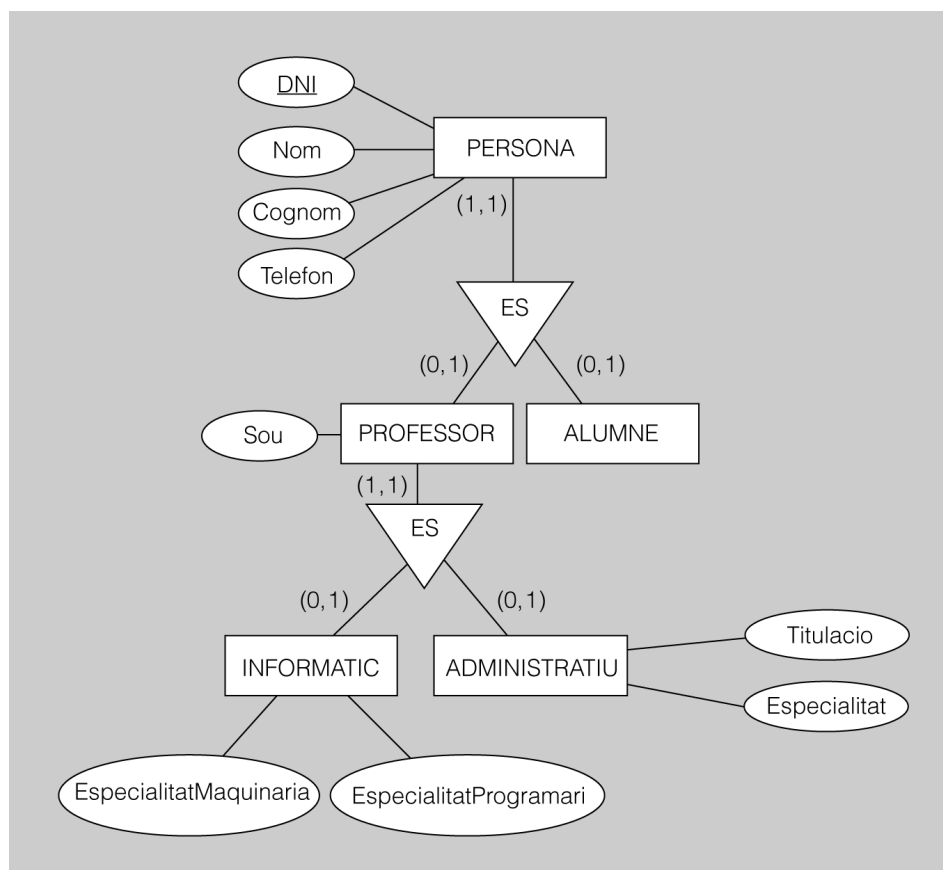 DNI
Nom
PERSONA
Cognom
(1,1)
Telefon
ES
(0,1)
(0,1)
Sou
PROFESSOR
ALUMNE
(1,1)
ES
(0,1)
(0,1)
INFORMATIC
ADMINISTRATIU
Titulacio
Especialitat
EspecialitatMaquinaria
EspecialitatProgramari